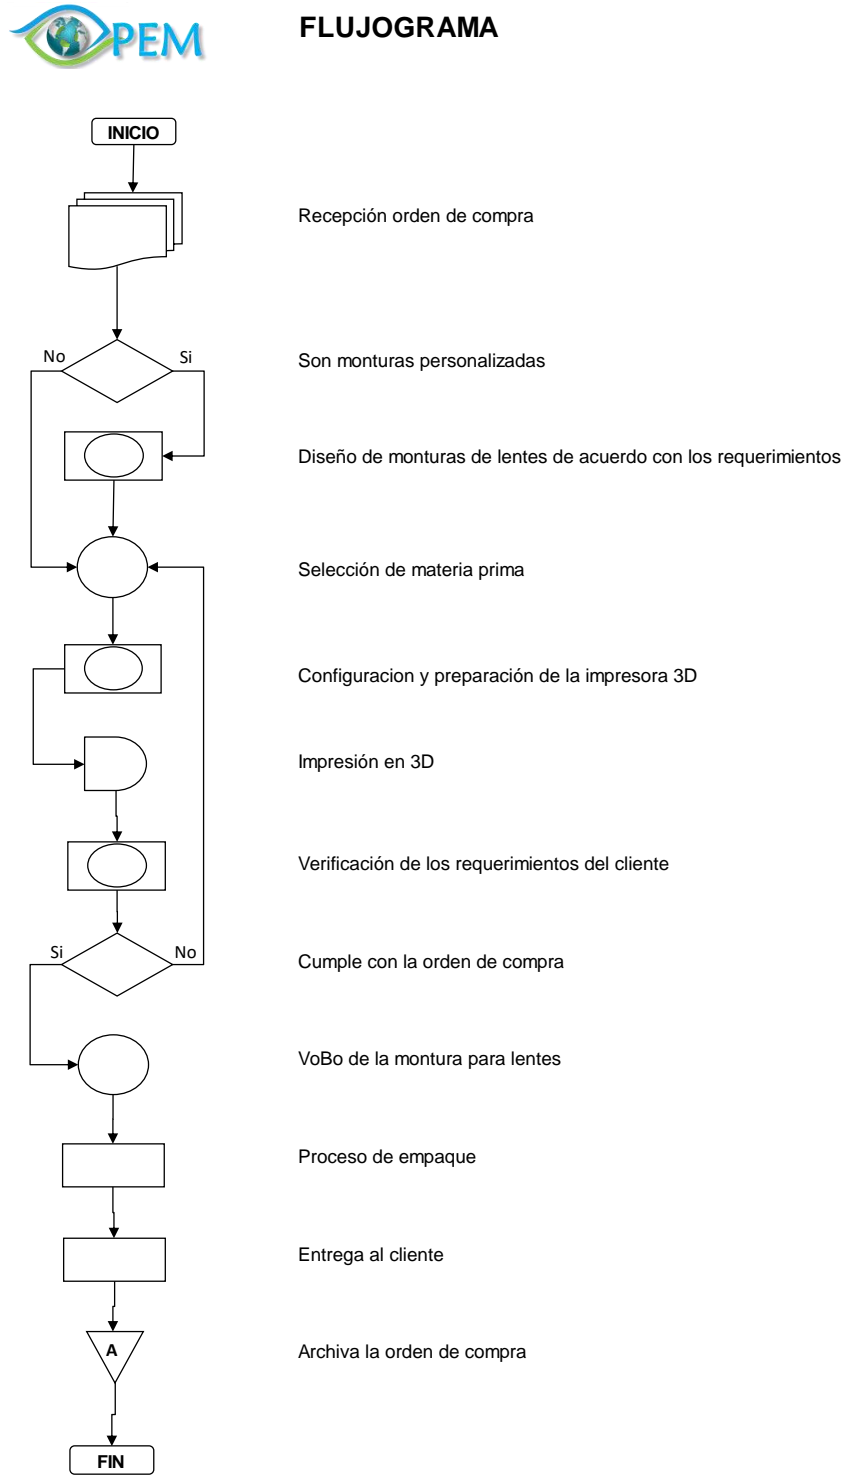 PEM
FLUJOGRAMA
INICIO
Recepción orden de compra
No
Si
Son monturas personalizadas
Diseño de monturas de lentes de acuerdo con los requerimientos
Selección de materia prima
Configuracion y preparación de la impresora 3D
Impresión en 3D
Verificación de los requerimientos del cliente
Si
No
Cumple con la orden de compra
VoBo de la montura para lentes
Proceso de empaque
Entrega al cliente
A
Archiva la orden de compra
FIN